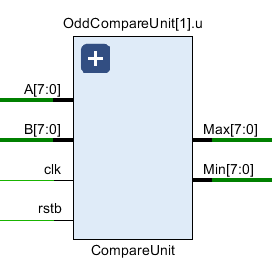 OddCompareUnit[1].u
A[7:0]
B[7:0]
Max[7:0]
clk
Min[7:0]
rstb
CompareUnit